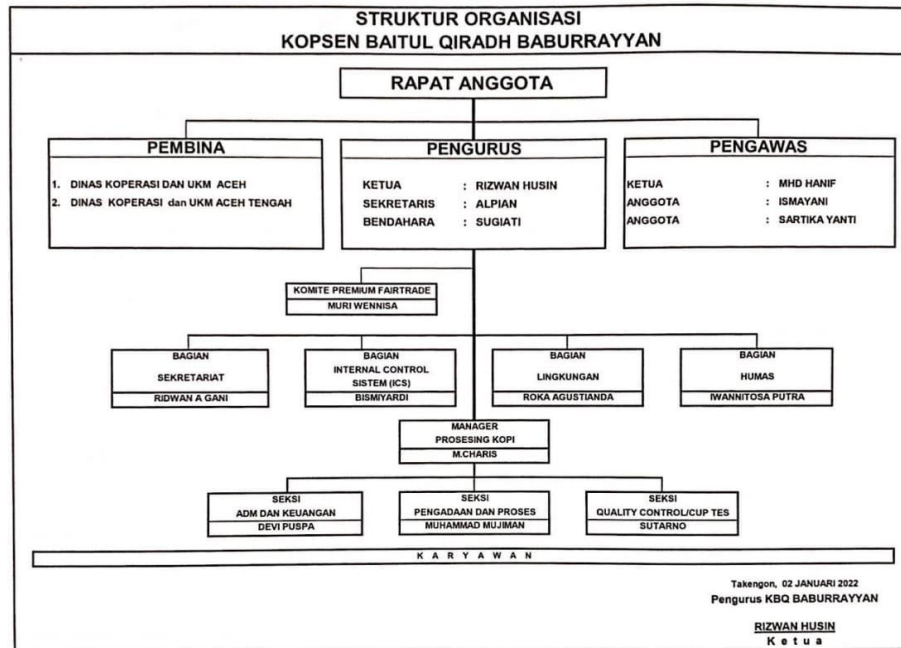 STRUKTUR ORGANISASI
KOPSEN BAITUL QIRADH BABURRAYYAN
RAPAT ANGGOTA
PEMBINA
1. DINAS KOPERASI DAN UKM ACEH
2. DINAS KOPERASI dan UKM ACEH TENGAH
PENGURUS
KETUA : RIZWAN HUSIN
SEKRETARIS : ALPIAN
BENDAHARA : SUGIATI
PENGAWAS
KETUA : MHD HANIF
ANGGOTA : ISMAYANI
ANGGOTA : SARTIKA YANTI
KOMITE PREMIUM FAIRTRADE
MURI WENNISA
BAGIAN
SEKRETARIAT
RIDWAN A GANI
BAGIAN
INTERNAL CONTROL
SISTEM (ICS)
BISMIYARDI
BAGIAN
LINGKUNGAN
ROKA AGUSTIANDA
BAGIAN
HUMAS
IWANNITOSA PUTRA
MANAGER
PROSESING KOPI
M.CHARIS
SEKSI
ADM DAN KEUANGAN
DEVI PUSPA
SEKSI
PENGADAAN DAN PROSES
MUHAMMAD MUJIMAN
SEKSI
QUALITY CONTROL/CUP TES
SUTARNO
K A R Y A W A N
Takengon, 02 JANUARI 2022
Pengurus KBQ BABURRAYYAN
RIZWAN HUSIN
K e t u a